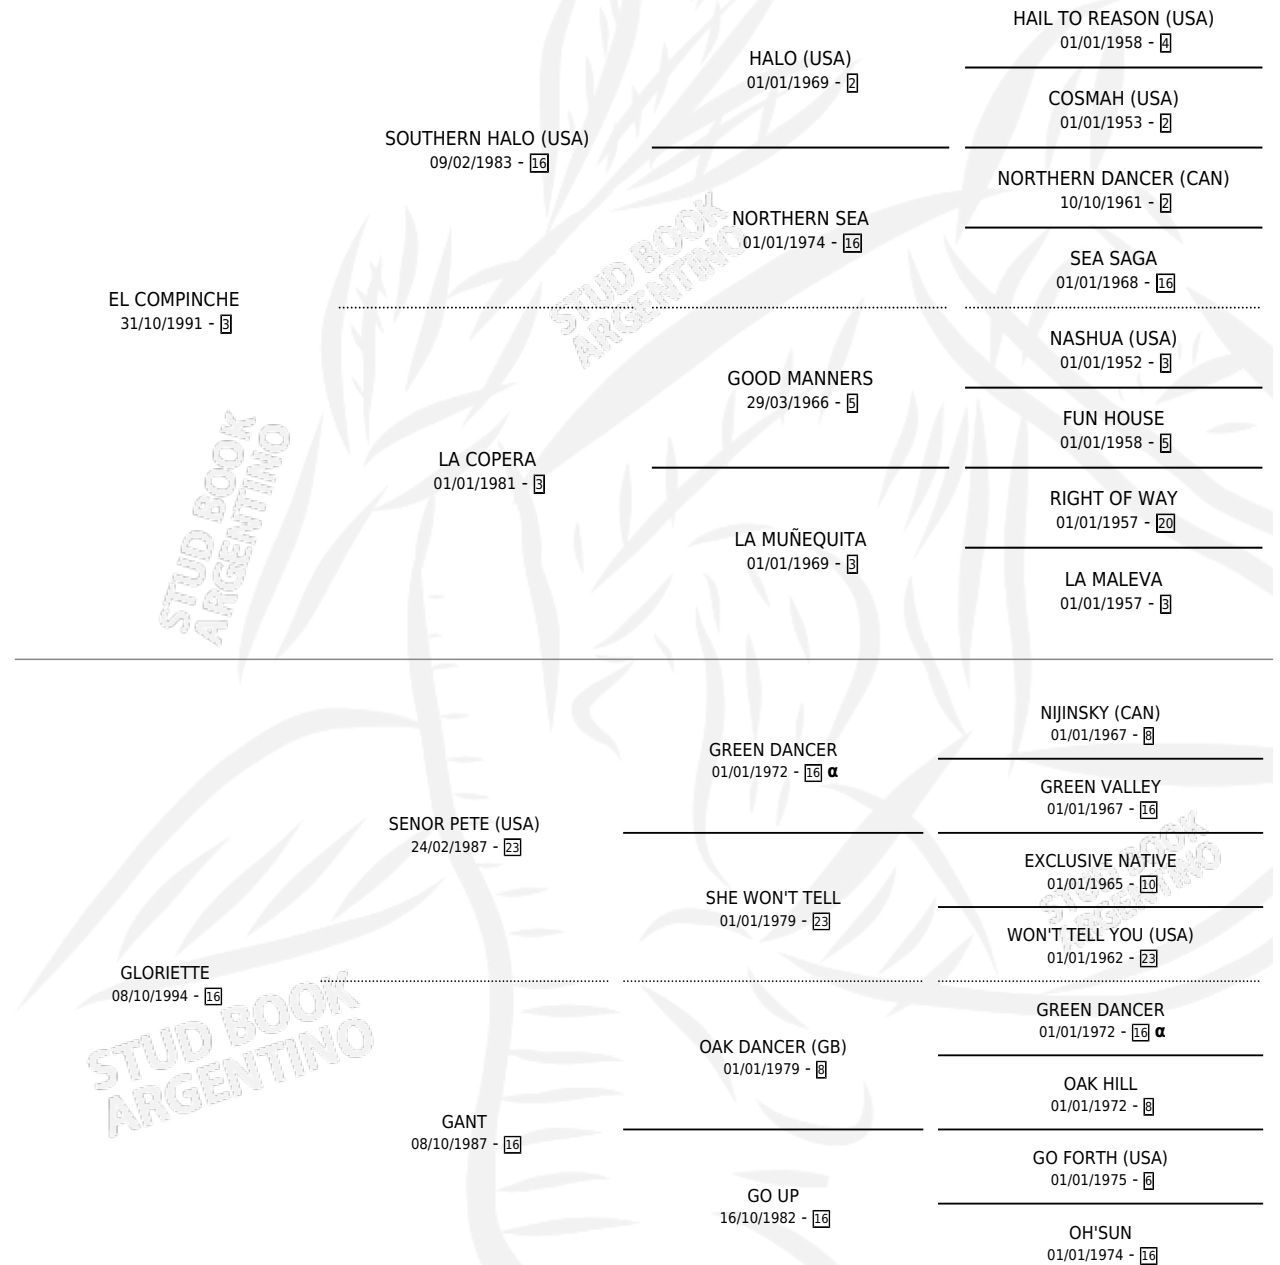 HAIL TO REASON (USA)
01/01/1958 - 4
HALO (USA)
01/01/1969 - 2
COSMAH (USA)
01/01/1953 - 2
SOUTHERN HALO (USA)
09/02/1983 - 16
NORTHERN DANCER (CAN)
10/10/1961 - 2
NORTHERN SEA
01/01/1974 - 16
SEA SAGA
01/01/1968 - 16
EL COMPINCHE
31/10/1991 - 3
NASHUA (USA)
01/01/1952 - 3
GOOD MANNERS
29/03/1966 - 5
FUN HOUSE
01/01/1958 - 5
LA COPERA
01/01/1981 - 3
RIGHT OF WAY
01/01/1957 - 20
LA MUÑEQUITA
01/01/1969 - 3
LA MALEVA
01/01/1957 - 3
NIJINSKY (CAN)
01/01/1967 - 8
GREEN DANCER
01/01/1972 - 16 α
GREEN VALLEY
01/01/1967 - 16
SENOR PETE (USA)
24/02/1987 - 23
EXCLUSIVE NATIVE
01/01/1965 - 10
SHE WON'T TELL
01/01/1979 - 23
WON'T TELL YOU (USA)
01/01/1962 - 23
GLORIETTE
08/10/1994 - 16
GREEN DANCER
01/01/1972 - 16 α
OAK DANCER (GB)
01/01/1979 - 8
OAK HILL
01/01/1972 - 8
GANT
08/10/1987 - 16
GO FORTH (USA)
01/01/1975 - 6
GO UP
16/10/1982 - 16
OH'SUN
01/01/1974 - 16
STUD BOOK
ARGENTINO
STUD BOOK
ARGENTINO
STUD BOOK
ARGENTINO
STUD BOOK
ARGENTINO